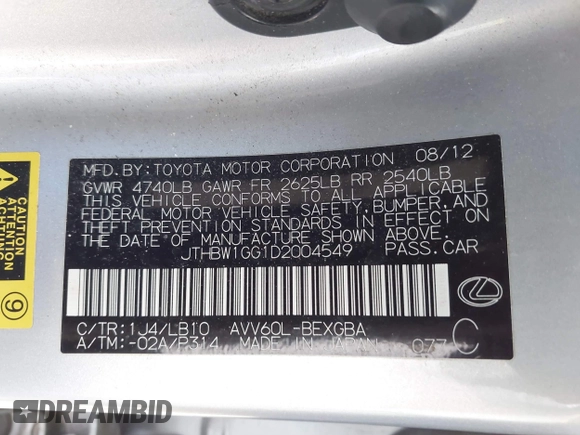 MFD. BY: TOYOTA MOTOR CORPORATION 08/12
GVWR 4740LB GAWR FR 2625LB RR 2540LB
THIS VEHICLE CONFORMS TO ALL APPLICABLE
FEDERAL MOTOR VEHICLE SAFETY, BUMPER, AND
THEFT PREVENTION STANDARDS IN EFFECT ON
THE DATE OF MANUFACTURE SHOWN ABOVE.
JTHBW1GG1D2004549 PASS. CAR
C/TR: 1J4/LB10 AVV60L-BEXGBA
A/TM: -02A/P314 MADE IN JAPAN 077 C
9
ACHTUNG
DREAMBID